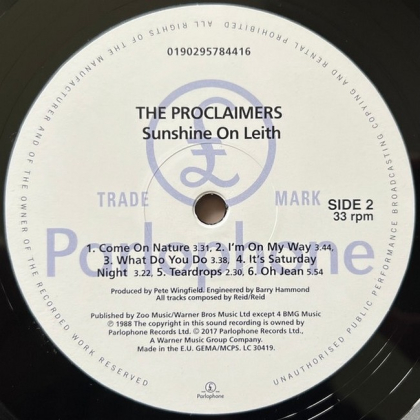 ALL RIGHTS OF THE MANUFACTURER AND OF THE OWNER OF THE RECORDED WORK RESERVED
UNAUTHORISED PUBLIC PERFORMANCE BROADCASTING COPYING AND RENTAL PROHIBITED
0190295784416
THE PROCLAIMERS
Sunshine On Leith
£
TRADE MARK
SIDE 2
33 rpm
Parlophone
1. Come On Nature 3.31, 2. I'm On My Way 3.44,
3. What Do You Do 3.38, 4. It's Saturday
Night 3.22, 5. Teardrops 2.30, 6. Oh Jean 5.54
Produced by Pete Wingfield. Engineered by Barry Hammond
All tracks composed by Reid/Reid
Published by Zoo Music/Warner Bros Music Ltd except 4 BMG Music
℗ 1988 The copyright in this sound recording is owned by
Parlophone Records Ltd., © 2017 Parlophone Records Ltd.,
A Warner Music Group Company.
Made in the E.U. GEMA/MCPS. LC 30419.
£
Parlophone